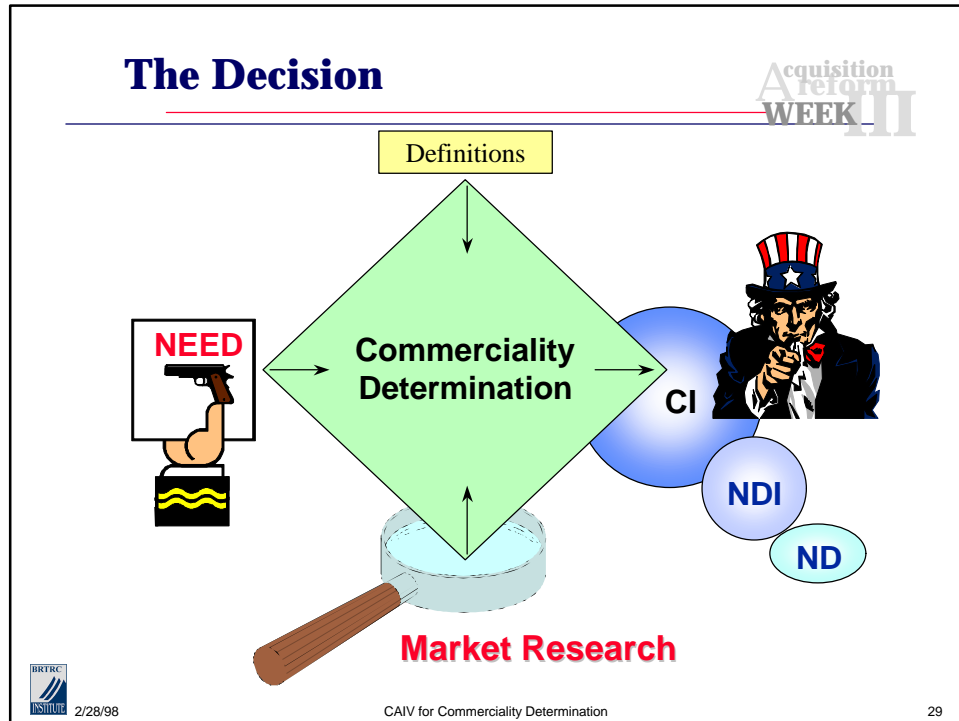 The Decision
Acquisition
reform
WEEK III
Definitions
NEED
Commerciality
Determination
CI
NDI
ND
Market Research
BRTRC
INSTITUTE
2/28/98
CAIV for Commerciality Determination
29